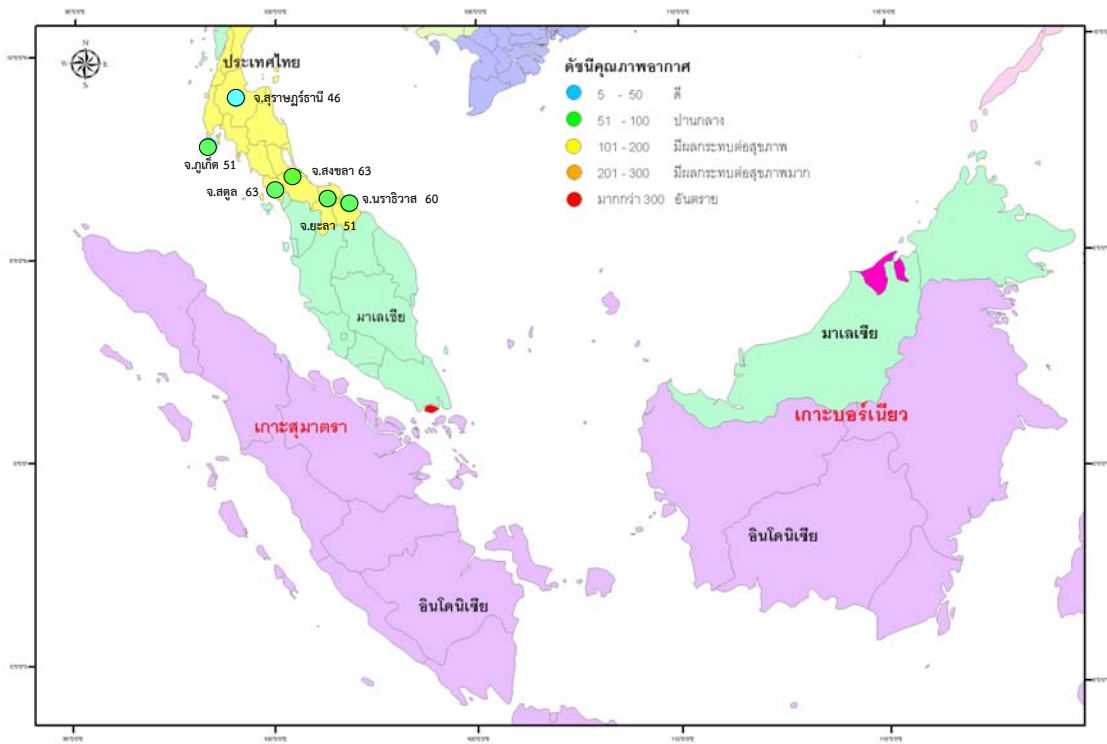 N
W
S
ประเทศไทย
จ.สุราษฎร์ธานี 46
จ.ภูเก็ต 51
จ.สงขลา 63
จ.สตูล 63
จ.นราธิวาส 60
จ.ยะลา 51
ดัชนีคุณภาพอากาศ
5 - 50 ดี
51 - 100 ปานกลาง
101 - 200 มีผลกระทบต่อสุขภาพ
201 - 300 มีผลกระทบต่อสุขภาพมาก
มากกว่า 300 อันตราย
มาเลเซีย
มาเลเซีย
เกาะสุมาตรา
เกาะบอร์เนียว
อินโดนิเซีย
อินโดนิเซีย